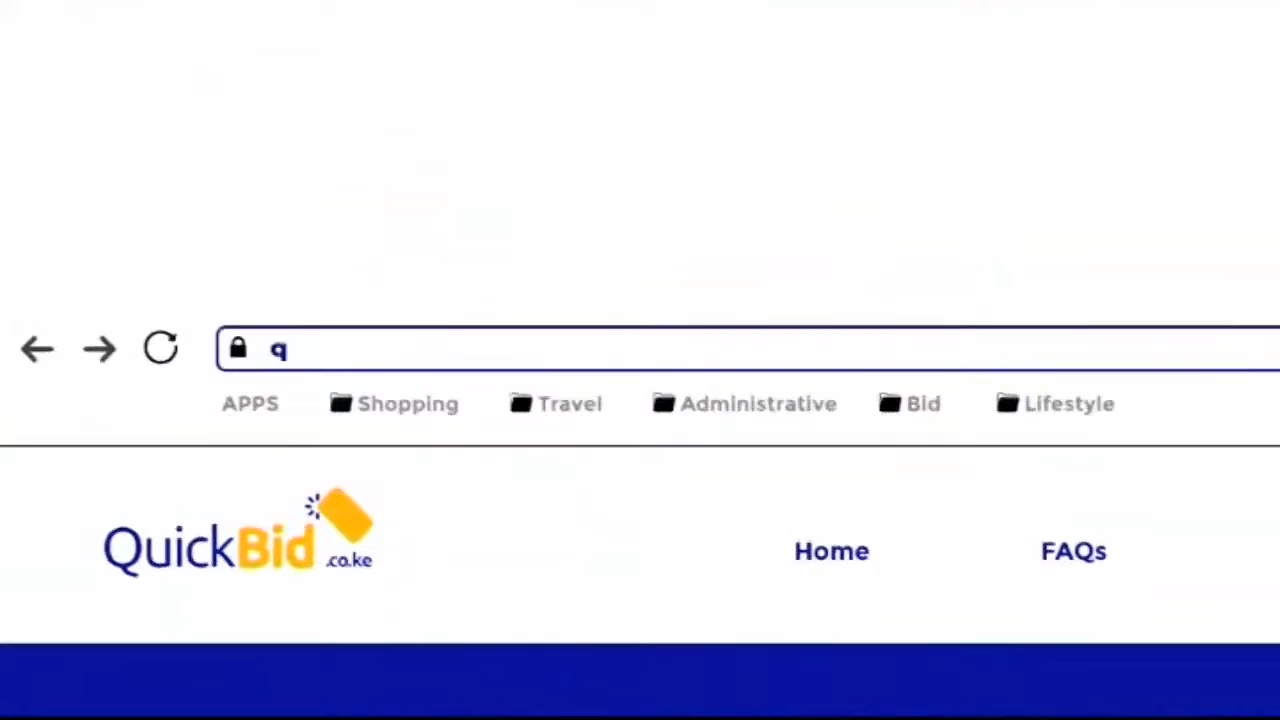 q
APPS Shopping Travel Administrative Bid Lifestyle
QuickBid .co.ke Home FAQs